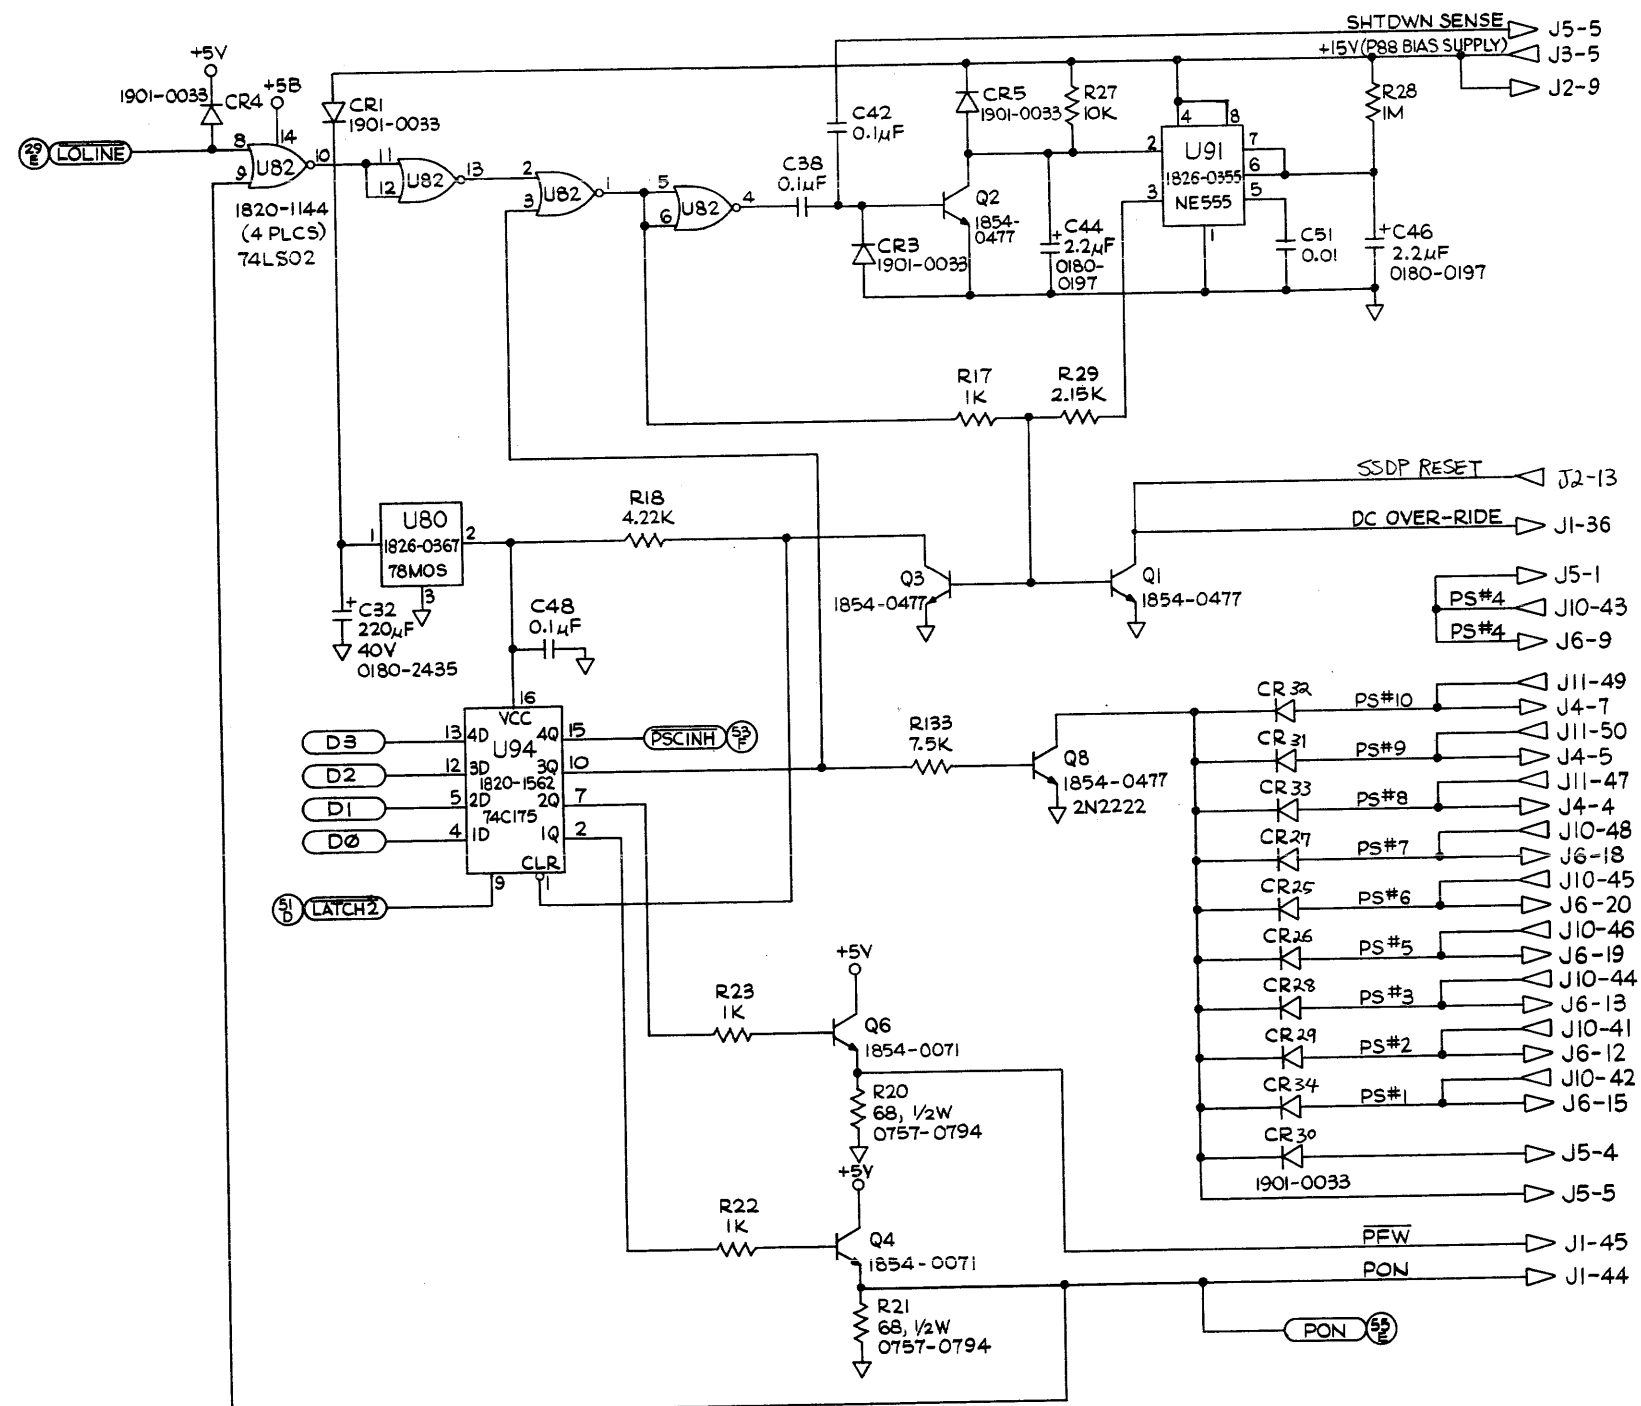 SHTDWN SENSE
J5-5
+15V (P88 BIAS SUPPLY)
J3-5
J2-9
+5V
1901-0033
CR4
+5B
CR1
1901-0033
29
E
LOLINE
8
14
9
U82
10
11
12
U82
13
2
3
U82
1
5
6
U82
4
1820-1144
(4 PLCS)
74LS02
C42
0.1µF
C38
0.1µF
CR3
1901-0033
CR5
1901-0033
R27
10K
Q2
1854-
0477
C44
2.2µF
0180-
0197
+
4
8
2
U91
7
1826-0355
6
3
NE555
5
1
R28
1M
C51
0.01
+
C46
2.2µF
0180-0197
R17
1K
R29
2.15K
SSDP RESET
J2-13
DC OVER-RIDE
J1-36
1
U80
2
1826-0367
78MOS
3
+
C32
220µF
40V
0180-2435
R18
4.22K
C48
0.1µF
Q3
1854-0477
Q1
1854-0477
J5-1
PS#4
J10-43
PS#4
J6-9
16
VCC
D3
13
4D
4Q
15
PSCINH
53
F
U94
D2
12
3D
3Q
10
1820-1562
D1
5
2D
2Q
7
74C175
DØ
4
1D
1Q
2
CLR
9
1
51
D
LATCH2
R133
7.5K
Q8
1854-0477
2N2222
CR32
PS#10
J11-49
J4-7
CR31
PS#9
J11-50
J4-5
CR33
PS#8
J11-47
J4-4
CR27
PS#7
J10-48
J6-18
CR25
PS#6
J10-45
J6-20
CR26
PS#5
J10-46
J6-19
CR28
PS#3
J10-44
J6-13
CR29
PS#2
J10-41
J6-12
CR34
PS#1
J10-42
J6-15
CR30
1901-0033
J5-4
J5-5
+5V
R23
1K
Q6
1854-0071
R20
68, 1/2W
0757-0794
+5V
R22
1K
Q4
1854-0071
R21
68, 1/2W
0757-0794
PFW
J1-45
PON
J1-44
PON
55
E